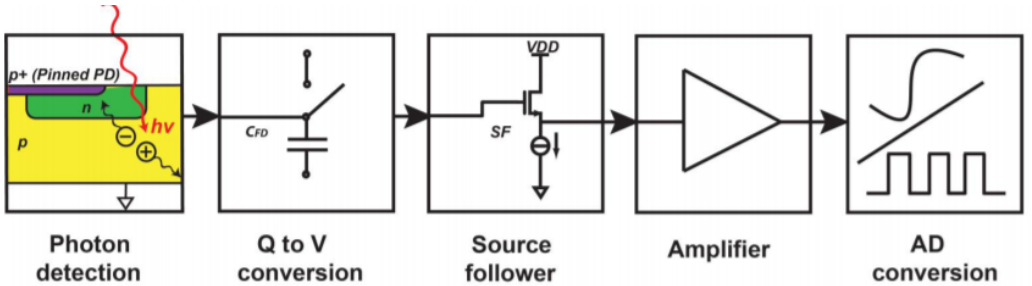 p+ (Pinned PD)
n
hv
p
−
+
CFD
VDD
SF
Photon
detection
Q to V
conversion
Source
follower
Amplifier
AD
conversion